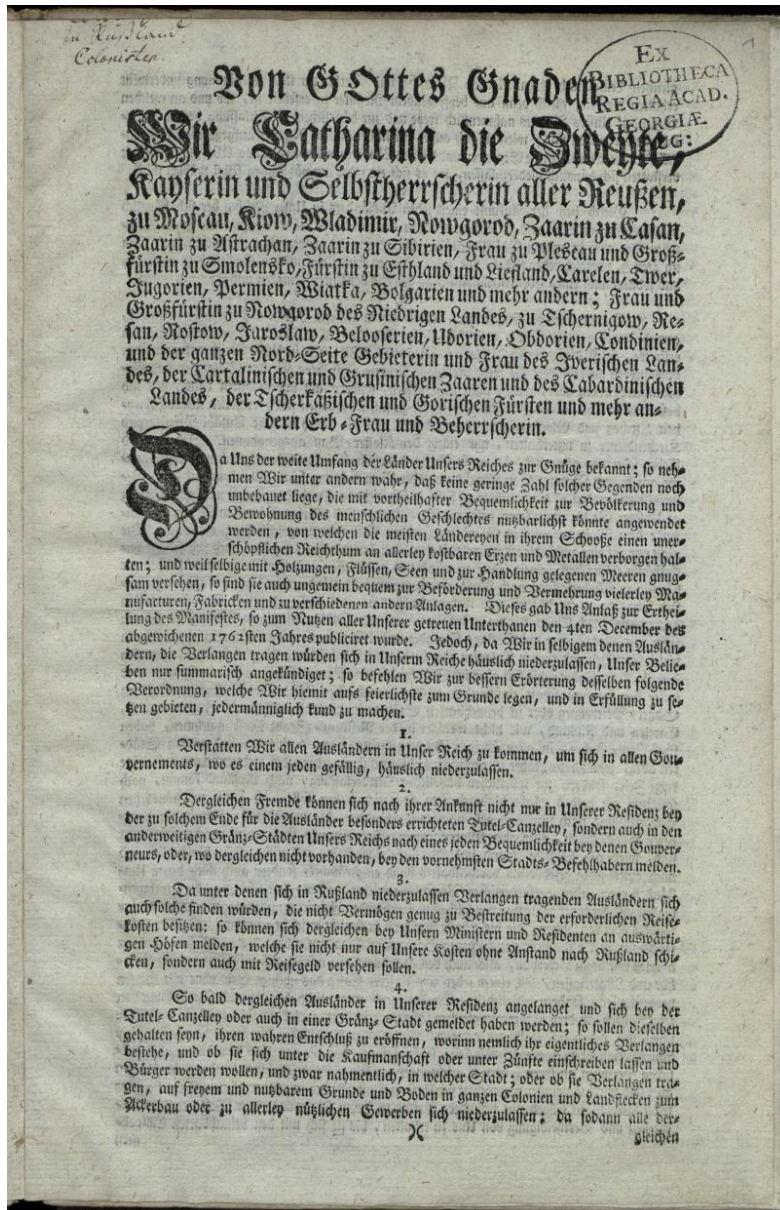 in Russland
Colonisten.
Ex
BIBLIOTHECA
REGIA ACAD.
GEORGIÆ
Von GOttes Gnaden
Wir Catharina die Zweyte,
Kayserin und Selbstherrscherin aller Reußen,
zu Moscau, Kiow, Wladimir, Nowgorod, Zaarin zu Casan,
Zaarin zu Astrachan, Zaarin zu Sibirien, Frau zu Plescau und Groß-
fürstin zu Smolensko, Fürstin zu Esthland und Liefland, Carelen, Twer,
Jugorien, Permien, Wiatka, Bolgarien und mehr andern; Frau und
Großfürstin zu Nowgorod des Niedrigen Landes, zu Tschernigow, Re-
san, Rostow, Jaroslaw, Belooserien, Udorien, Obdorien, Condinien,
und der ganzen Nord-Seite Gebieterin und Frau des Jverischen Lan-
des, der Cartalinischen und Grusinischen Zaaren und des Cabardinischen
Landes, der Tscherkaßischen und Gorischen Fürsten und mehr an-
dern Erb-Frau und Beherrscherin.
Da Uns der weite Umfang der Länder Unsers Reiches zur Gnüge bekannt; so neh-
men Wir unter andern wahr, daß keine geringe Zahl solcher Gegenden noch
unbebauet liege, die mit vortheilhafter Bequemlichkeit zur Bevölkerung und
Bewohnung des menschlichen Geschlechtes nutzbarlichst könnte angewendet
werden, von welchen die meisten Ländereyen in ihrem Schooße einen uner-
schöpflichen Reichthum an allerley kostbaren Erzen und Metallen verborgen hal-
ten; und weil selbige mit Holzungen, Flüssen, Seen und zur Handlung gelegenen Meeren gnug-
sam versehen, so sind sie auch ungemein bequem zur Beförderung und Vermehrung vielerley Ma-
nufacturen, Fabricken und zu verschiedenen andern Anlagen. Dieses gab Uns Anlaß zur Erthei-
lung des Manifestes, so zum Nutzen aller Unserer getreuen Unterthanen den 4ten December des
abgewichenen 1762sten Jahres publiciret wurde. Jedoch, da Wir in selbigem denen Auslän-
dern, die Verlangen tragen würden sich in Unserm Reiche häuslich niederzulassen, Unser Belie-
ben nur summarisch angekündiget; so befehlen Wir zur bessern Erörterung desselben folgende
Verordnung, welche Wir hiemit aufs feierlichste zum Grunde legen, und in Erfüllung zu se-
tzen gebieten, jedermänniglich kund zu machen.
1.
Verstatten Wir allen Ausländern in Unser Reich zu kommen, um sich in allen Gou-
vernements, wo es einem jeden gefällig, häuslich niederzulassen.
2.
Dergleichen Fremde können sich nach ihrer Ankunft nicht nur in Unserer Residenz bey
der zu solchem Ende für die Ausländer besonders errichteten Tutel-Canzelley, sondern auch in den
anderweitigen Gränz-Städten Unsers Reichs nach eines jeden Bequemlichkeit bey denen Gouver-
neurs, oder, wo dergleichen nicht vorhanden, bey den vornehmsten Stadts-Befehlhabern melden.
3.
Da unter denen sich in Rußland niederzulassen Verlangen tragenden Ausländern sich
auch solche finden würden, die nicht Vermögen genug zu Bestreitung der erforderlichen Reise-
kosten besitzen: so können sich dergleichen bey Unsern Ministern und Residenten an auswärti-
gen Höfen melden, welche sie nicht nur auf Unsere Kosten ohne Anstand nach Rußland schi-
cken, sondern auch mit Reisegeld versehen sollen.
4.
So bald dergleichen Ausländer in Unserer Residenz angelanget und sich bey der
Tutel-Canzelley oder auch in einer Gränz-Stadt gemeldet haben werden; so sollen dieselben
gehalten seyn, ihren wahren Entschluß zu eröffnen, worinn nemlich ihr eigentliches Verlangen
bestehe, und ob sie sich unter die Kaufmanschaft oder unter Zünfte einschreiben lassen und
Bürger werden wollen, und zwar nahmentlich, in welcher Stadt; oder ob sie Verlangen tra-
gen, auf freyem und nutzbarem Grunde und Boden in ganzen Colonien und Landflecken zum
Ackerbau oder zu allerley nützlichen Gewerben sich niederzulassen; da sodann alle der-
gleichen